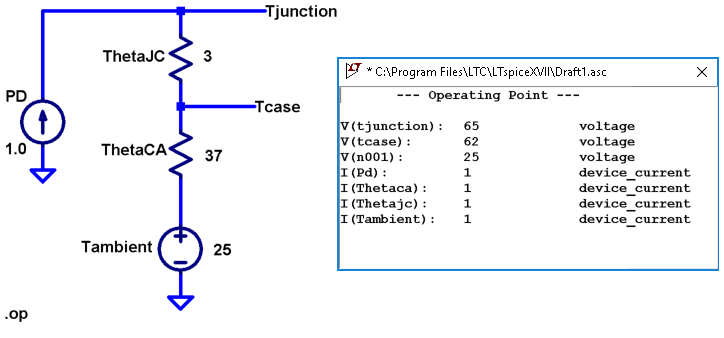 Tjunction
ThetaJC 3
PD
Tcase
1.0
ThetaCA 37
Tambient 25
.op
LT * C:\Program Files\LTC\LTspiceXVII\Draft1.asc
--- Operating Point ---
V(tjunction): 65 voltage
V(tcase): 62 voltage
V(n001): 25 voltage
I(Pd): 1 device_current
I(Thetaca): 1 device_current
I(Thetajc): 1 device_current
I(Tambient): 1 device_current